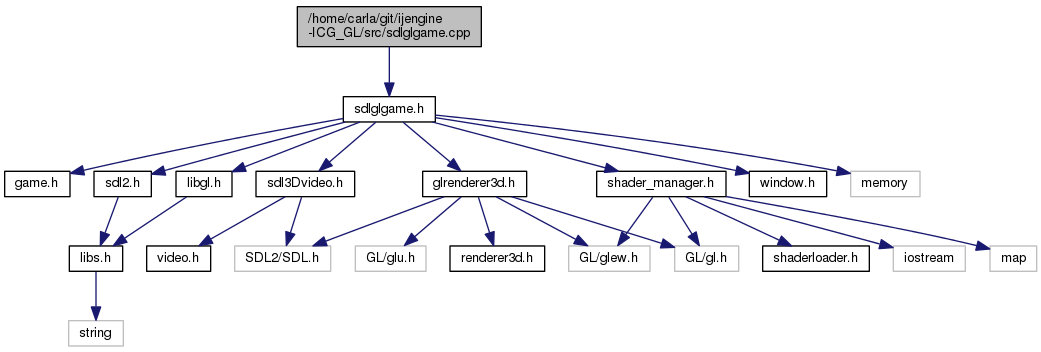 /home/carla/git/ijengine
-ICG_GL/src/sdlglgame.cpp
sdlglgame.h
game.h
sdl2.h
libgl.h
sdl3Dvideo.h
glrenderer3d.h
shader_manager.h
window.h
memory
libs.h
video.h
SDL2/SDL.h
GL/glu.h
renderer3d.h
GL/glew.h
GL/gl.h
shaderloader.h
iostream
map
string